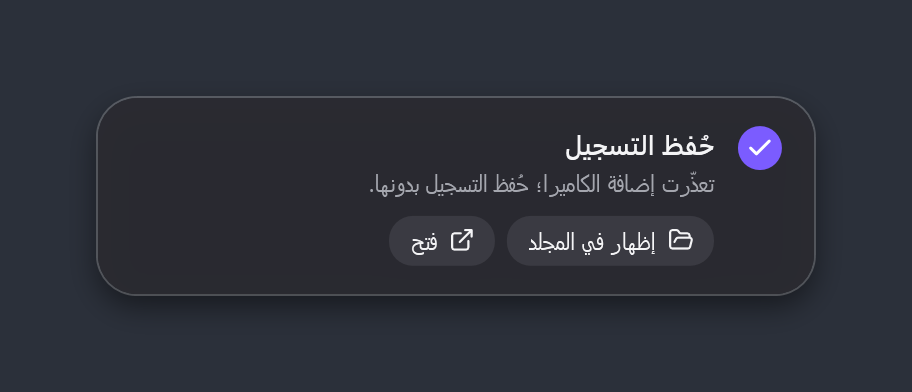 حُفظ التسجيل
تعذّرت إضافة الكاميرا؛ حُفظ التسجيل بدونها.
إظهار في المجلد
فتح